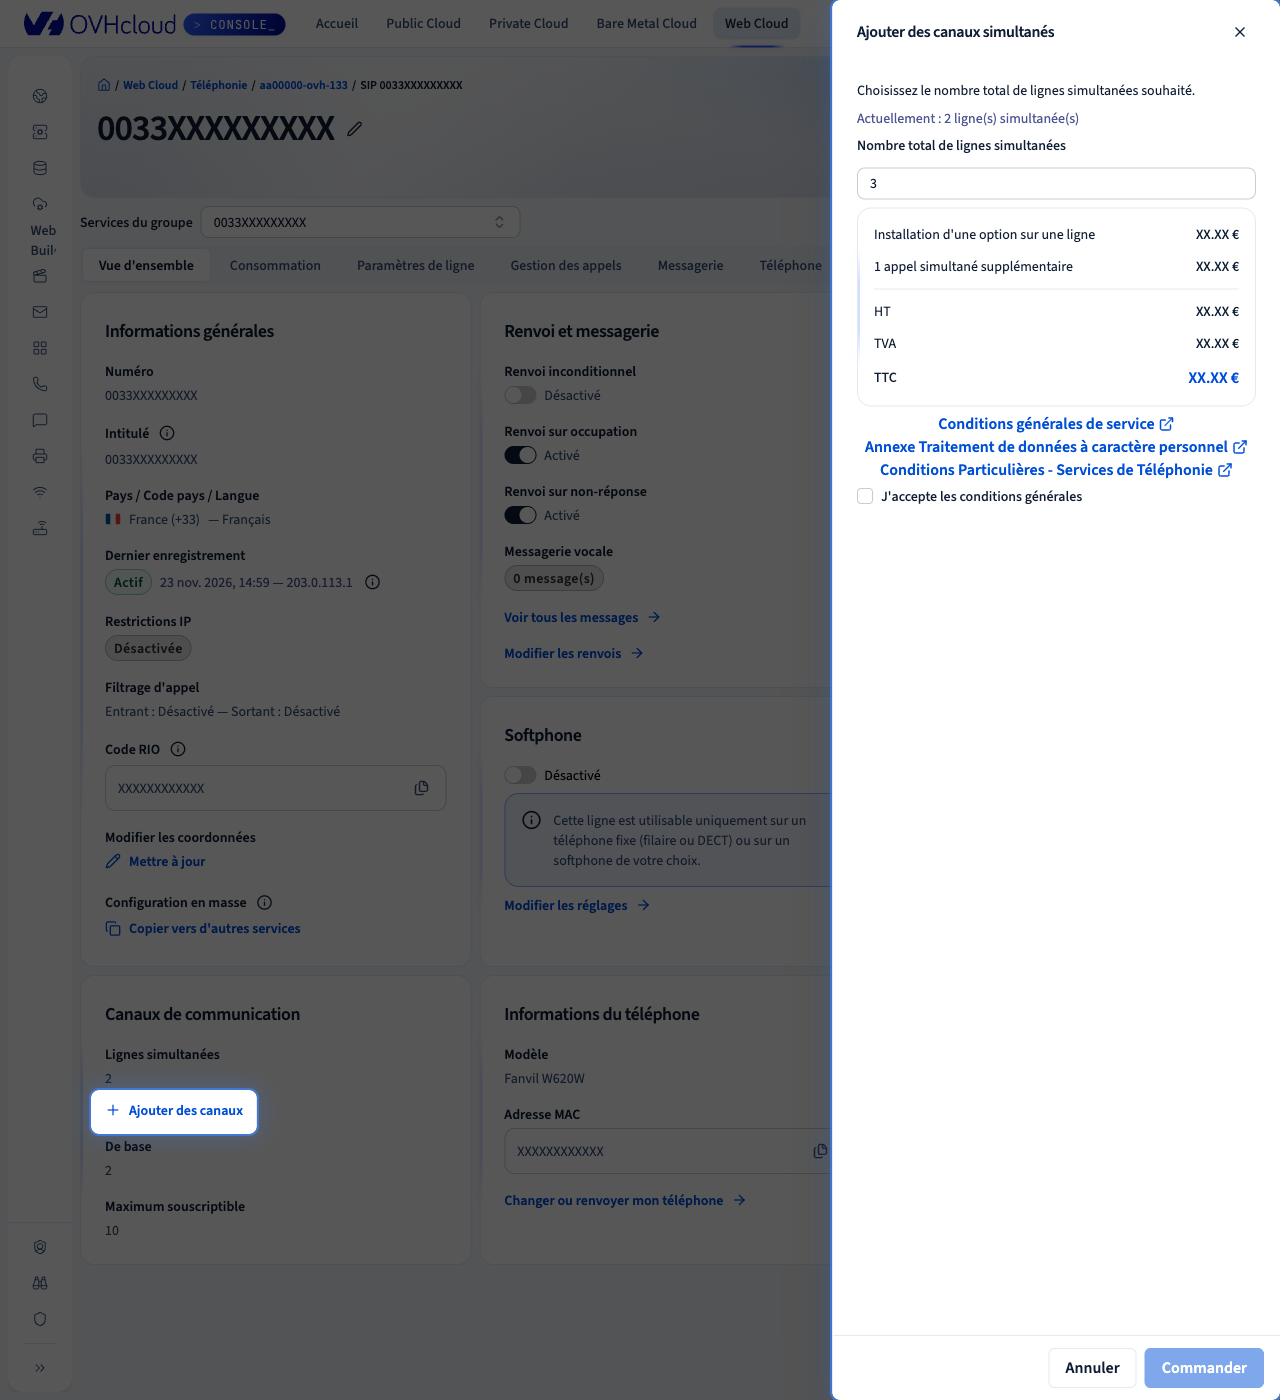 OVHcloud
> CONSOLE_
Accueil
Public Cloud
Private Cloud
Bare Metal Cloud
Web Cloud
/ Web Cloud / Téléphonie / aa00000-ovh-133 / SIP 0033XXXXXXXXX
0033XXXXXXXXX
Services du groupe
0033XXXXXXXXX
Web
Buil
Vue d'ensemble
Consommation
Paramètres de ligne
Gestion des appels
Messagerie
Téléphone
Informations générales
Numéro
0033XXXXXXXXX
Intitulé
0033XXXXXXXXX
Pays / Code pays / Langue
France (+33) — Français
Dernier enregistrement
Actif 23 nov. 2026, 14:59 — 203.0.113.1
Restrictions IP
Désactivée
Filtrage d'appel
Entrant : Désactivé — Sortant : Désactivé
Code RIO
XXXXXXXXXXXX
Modifier les coordonnées
Mettre à jour
Configuration en masse
Copier vers d'autres services
Renvoi et messagerie
Renvoi inconditionnel
Désactivé
Renvoi sur occupation
Activé
Renvoi sur non-réponse
Activé
Messagerie vocale
0 message(s)
Voir tous les messages
Modifier les renvois
Softphone
Désactivé
Cette ligne est utilisable uniquement sur un
téléphone fixe (filaire ou DECT) ou sur un
softphone de votre choix.
Modifier les réglages
Canaux de communication
Lignes simultanées
2
Ajouter des canaux
De base
2
Maximum souscriptible
10
Informations du téléphone
Modèle
Fanvil W620W
Adresse MAC
XXXXXXXXXXXX
Changer ou renvoyer mon téléphone
Ajouter des canaux simultanés
Choisissez le nombre total de lignes simultanées souhaité.
Actuellement : 2 ligne(s) simultanée(s)
Nombre total de lignes simultanées
3
Installation d'une option sur une ligne XX.XX €
1 appel simultané supplémentaire XX.XX €
HT XX.XX €
TVA XX.XX €
TTC XX.XX €
Conditions générales de service
Annexe Traitement de données à caractère personnel
Conditions Particulières - Services de Téléphonie
J'accepte les conditions générales
Annuler
Commander